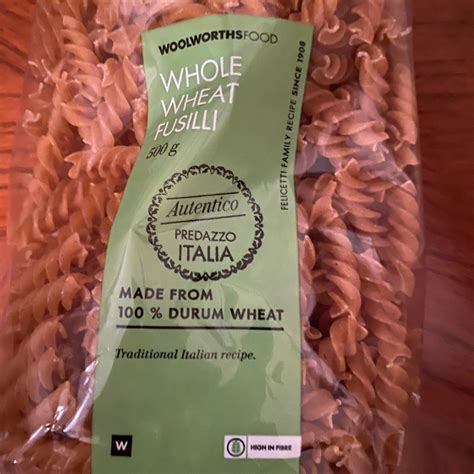 WOOLWORTHSFOOD
WHOLE
WHEAT
FUSILLI
500 g
FELICETTI FAMILY RECIPE SINCE 1908
Autentico
PREDAZZO
ITALIA
MADE FROM
100 % DURUM WHEAT
Traditional Italian recipe.
W
HIGH IN FIBRE